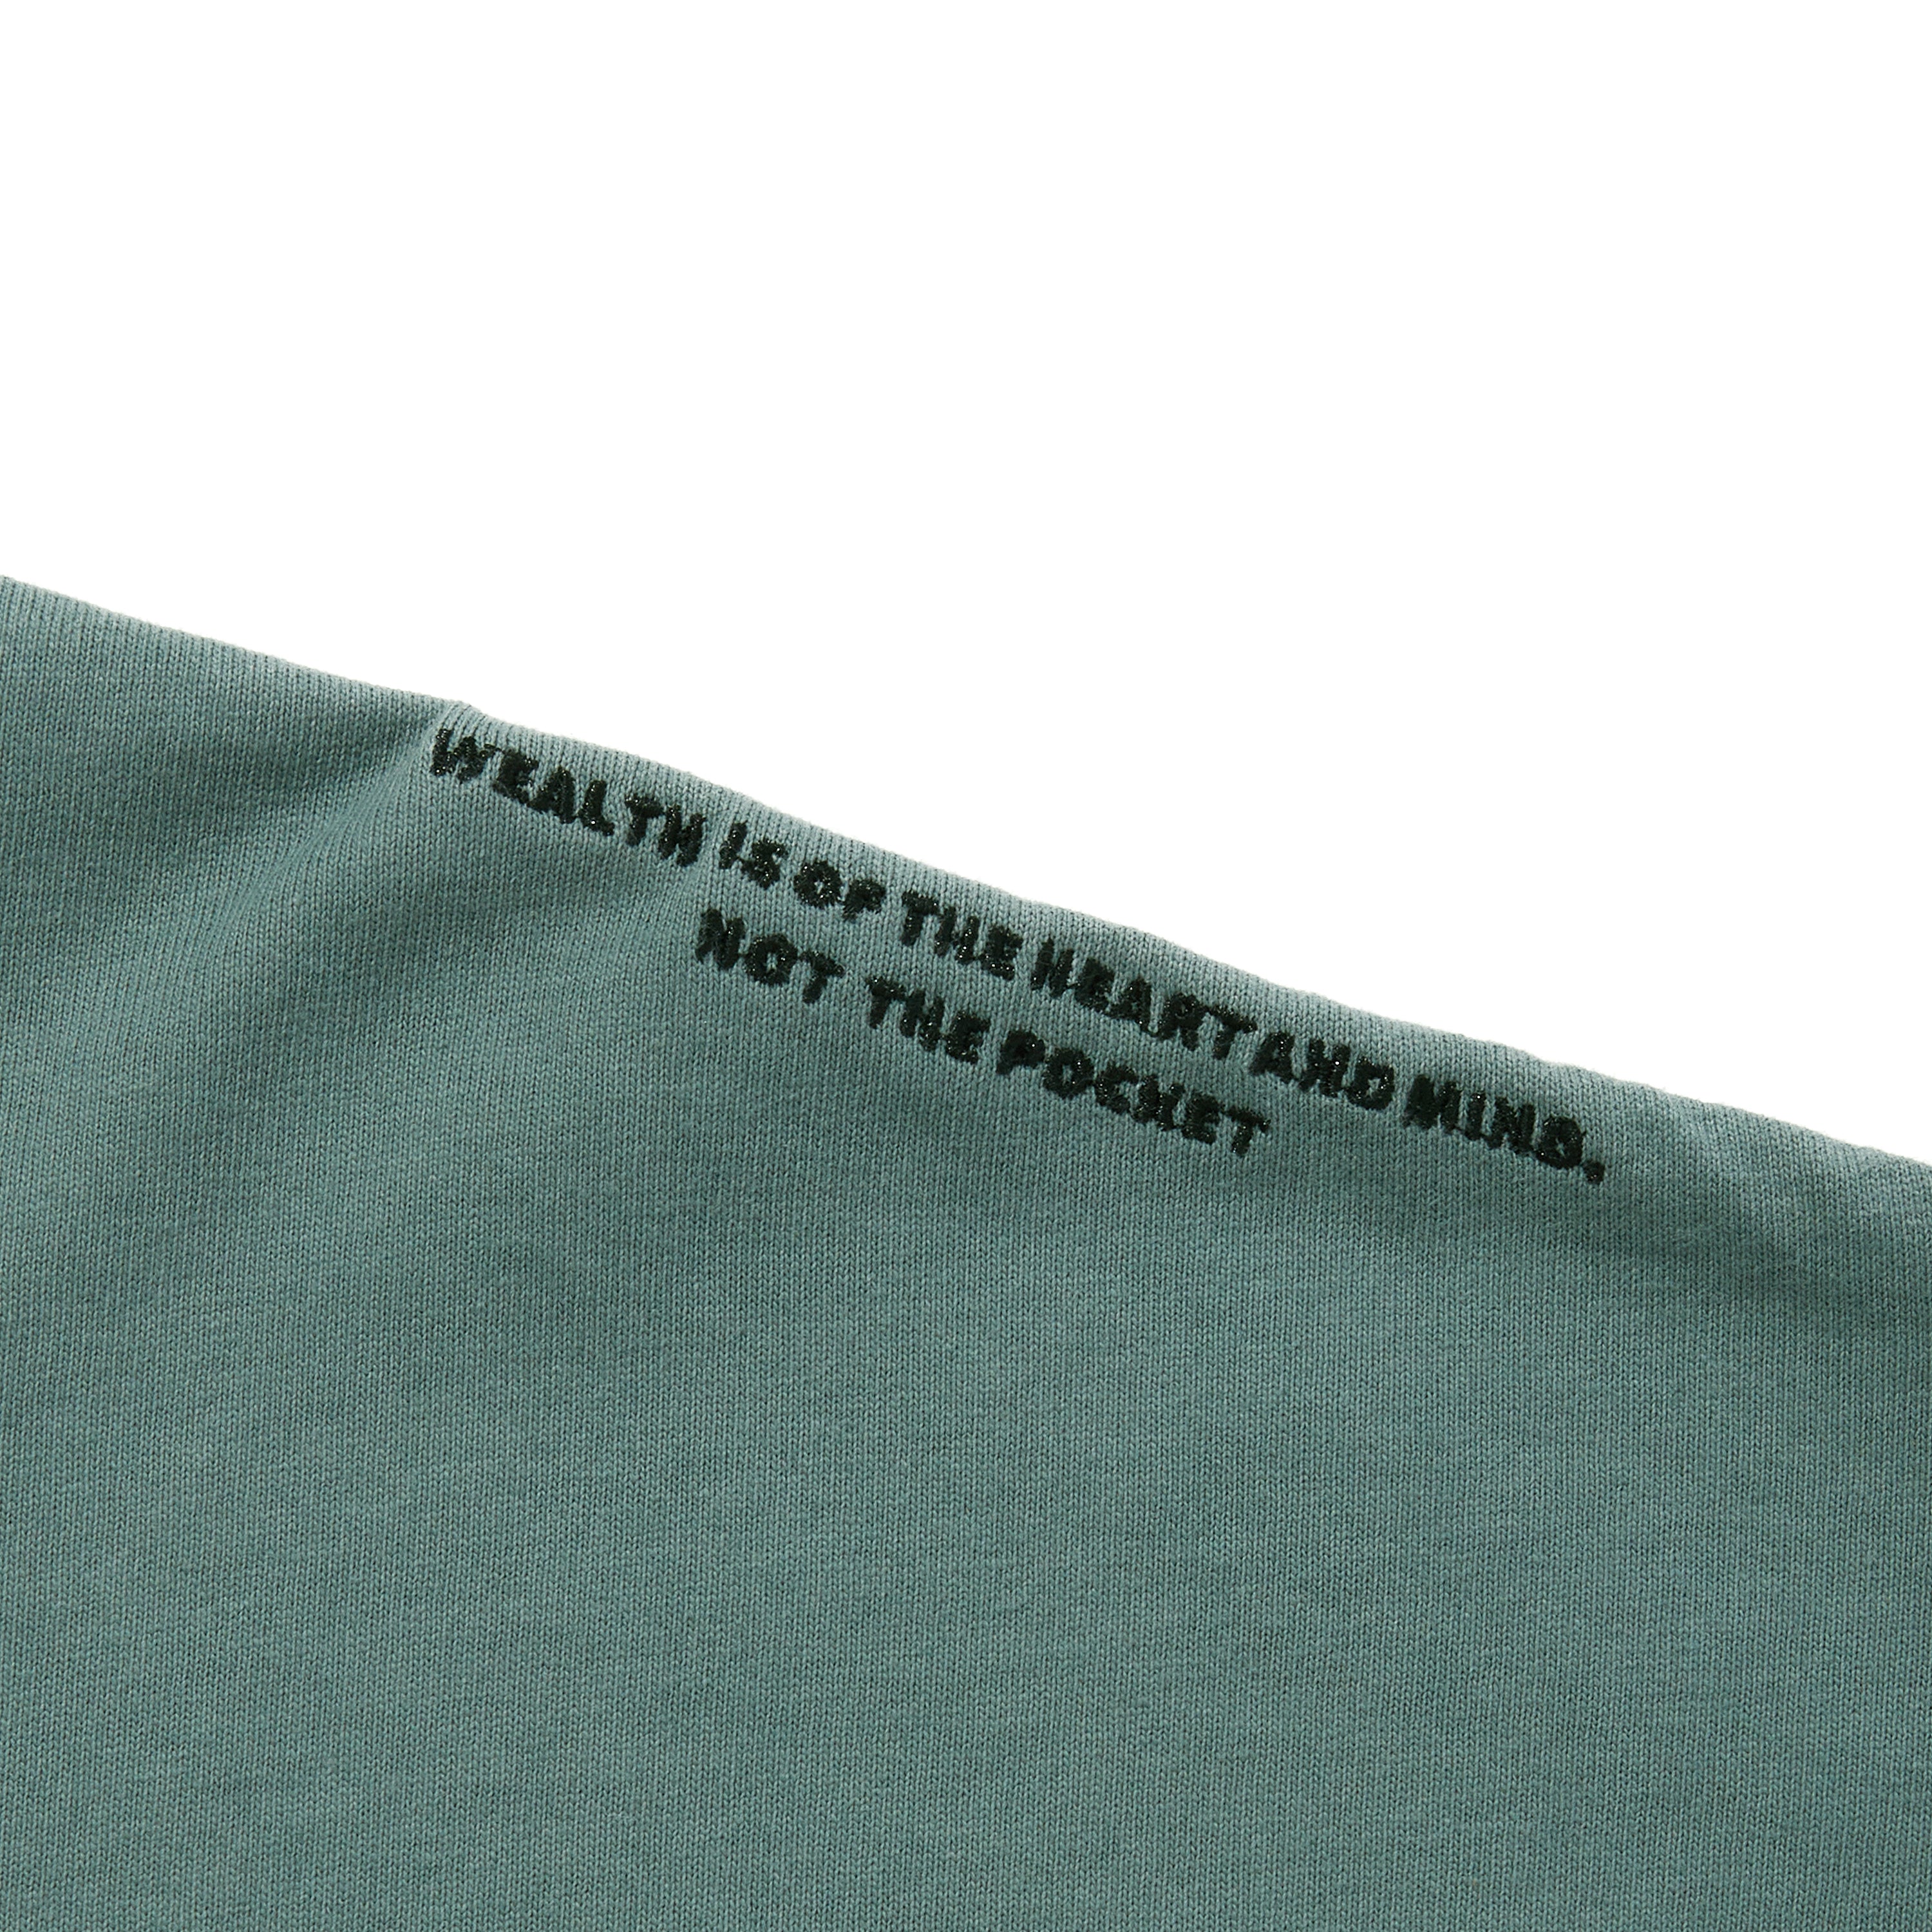 WEALTH IS OF THE HEART AND MIND,
NOT THE POCKET